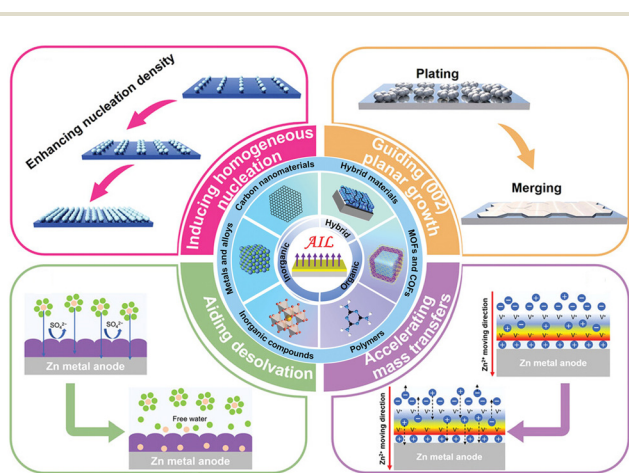 Enhancing nucleation density
Inducing homogeneous
nucleation
Plating
Merging
Guiding (002)
planar growth
Carbon nanomaterials
Hybrid materials
Metals and alloys
MOFs and COFs
Inorganic compounds
Polymers
Hybrid
Inorganic
Organic
AIL
Aiding desolvation
SO₄²⁻
SO₄²⁻
Zn metal anode
Free water
Zn metal anode
Accelerating
mass transfers
Zn²⁺ moving direction
Zn metal anode
Zn²⁺ moving direction
Zn metal anode